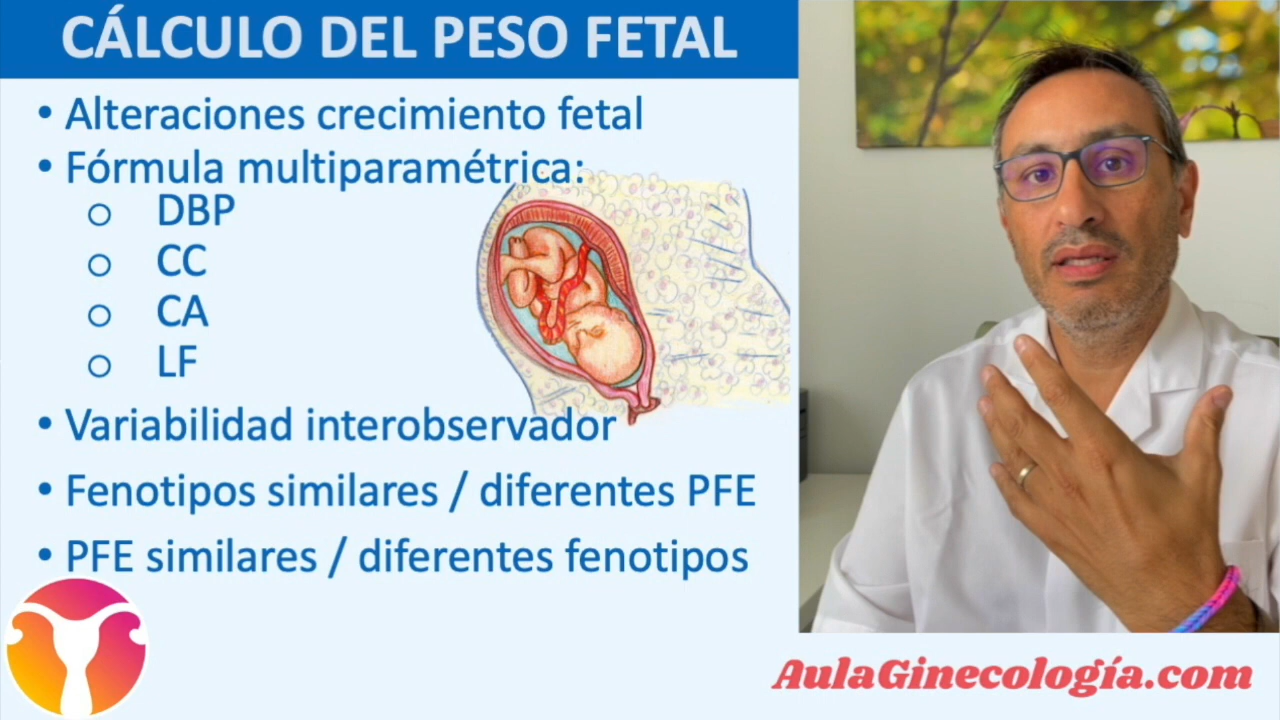 CÁLCULO DEL PESO FETAL
• Alteraciones crecimiento fetal
• Fórmula multiparamétrica:
o DBP
o CC
o CA
o LF
• Variabilidad interobservador
• Fenotipos similares / diferentes PFE
• PFE similares / diferentes fenotipos
AulaGinecología.com